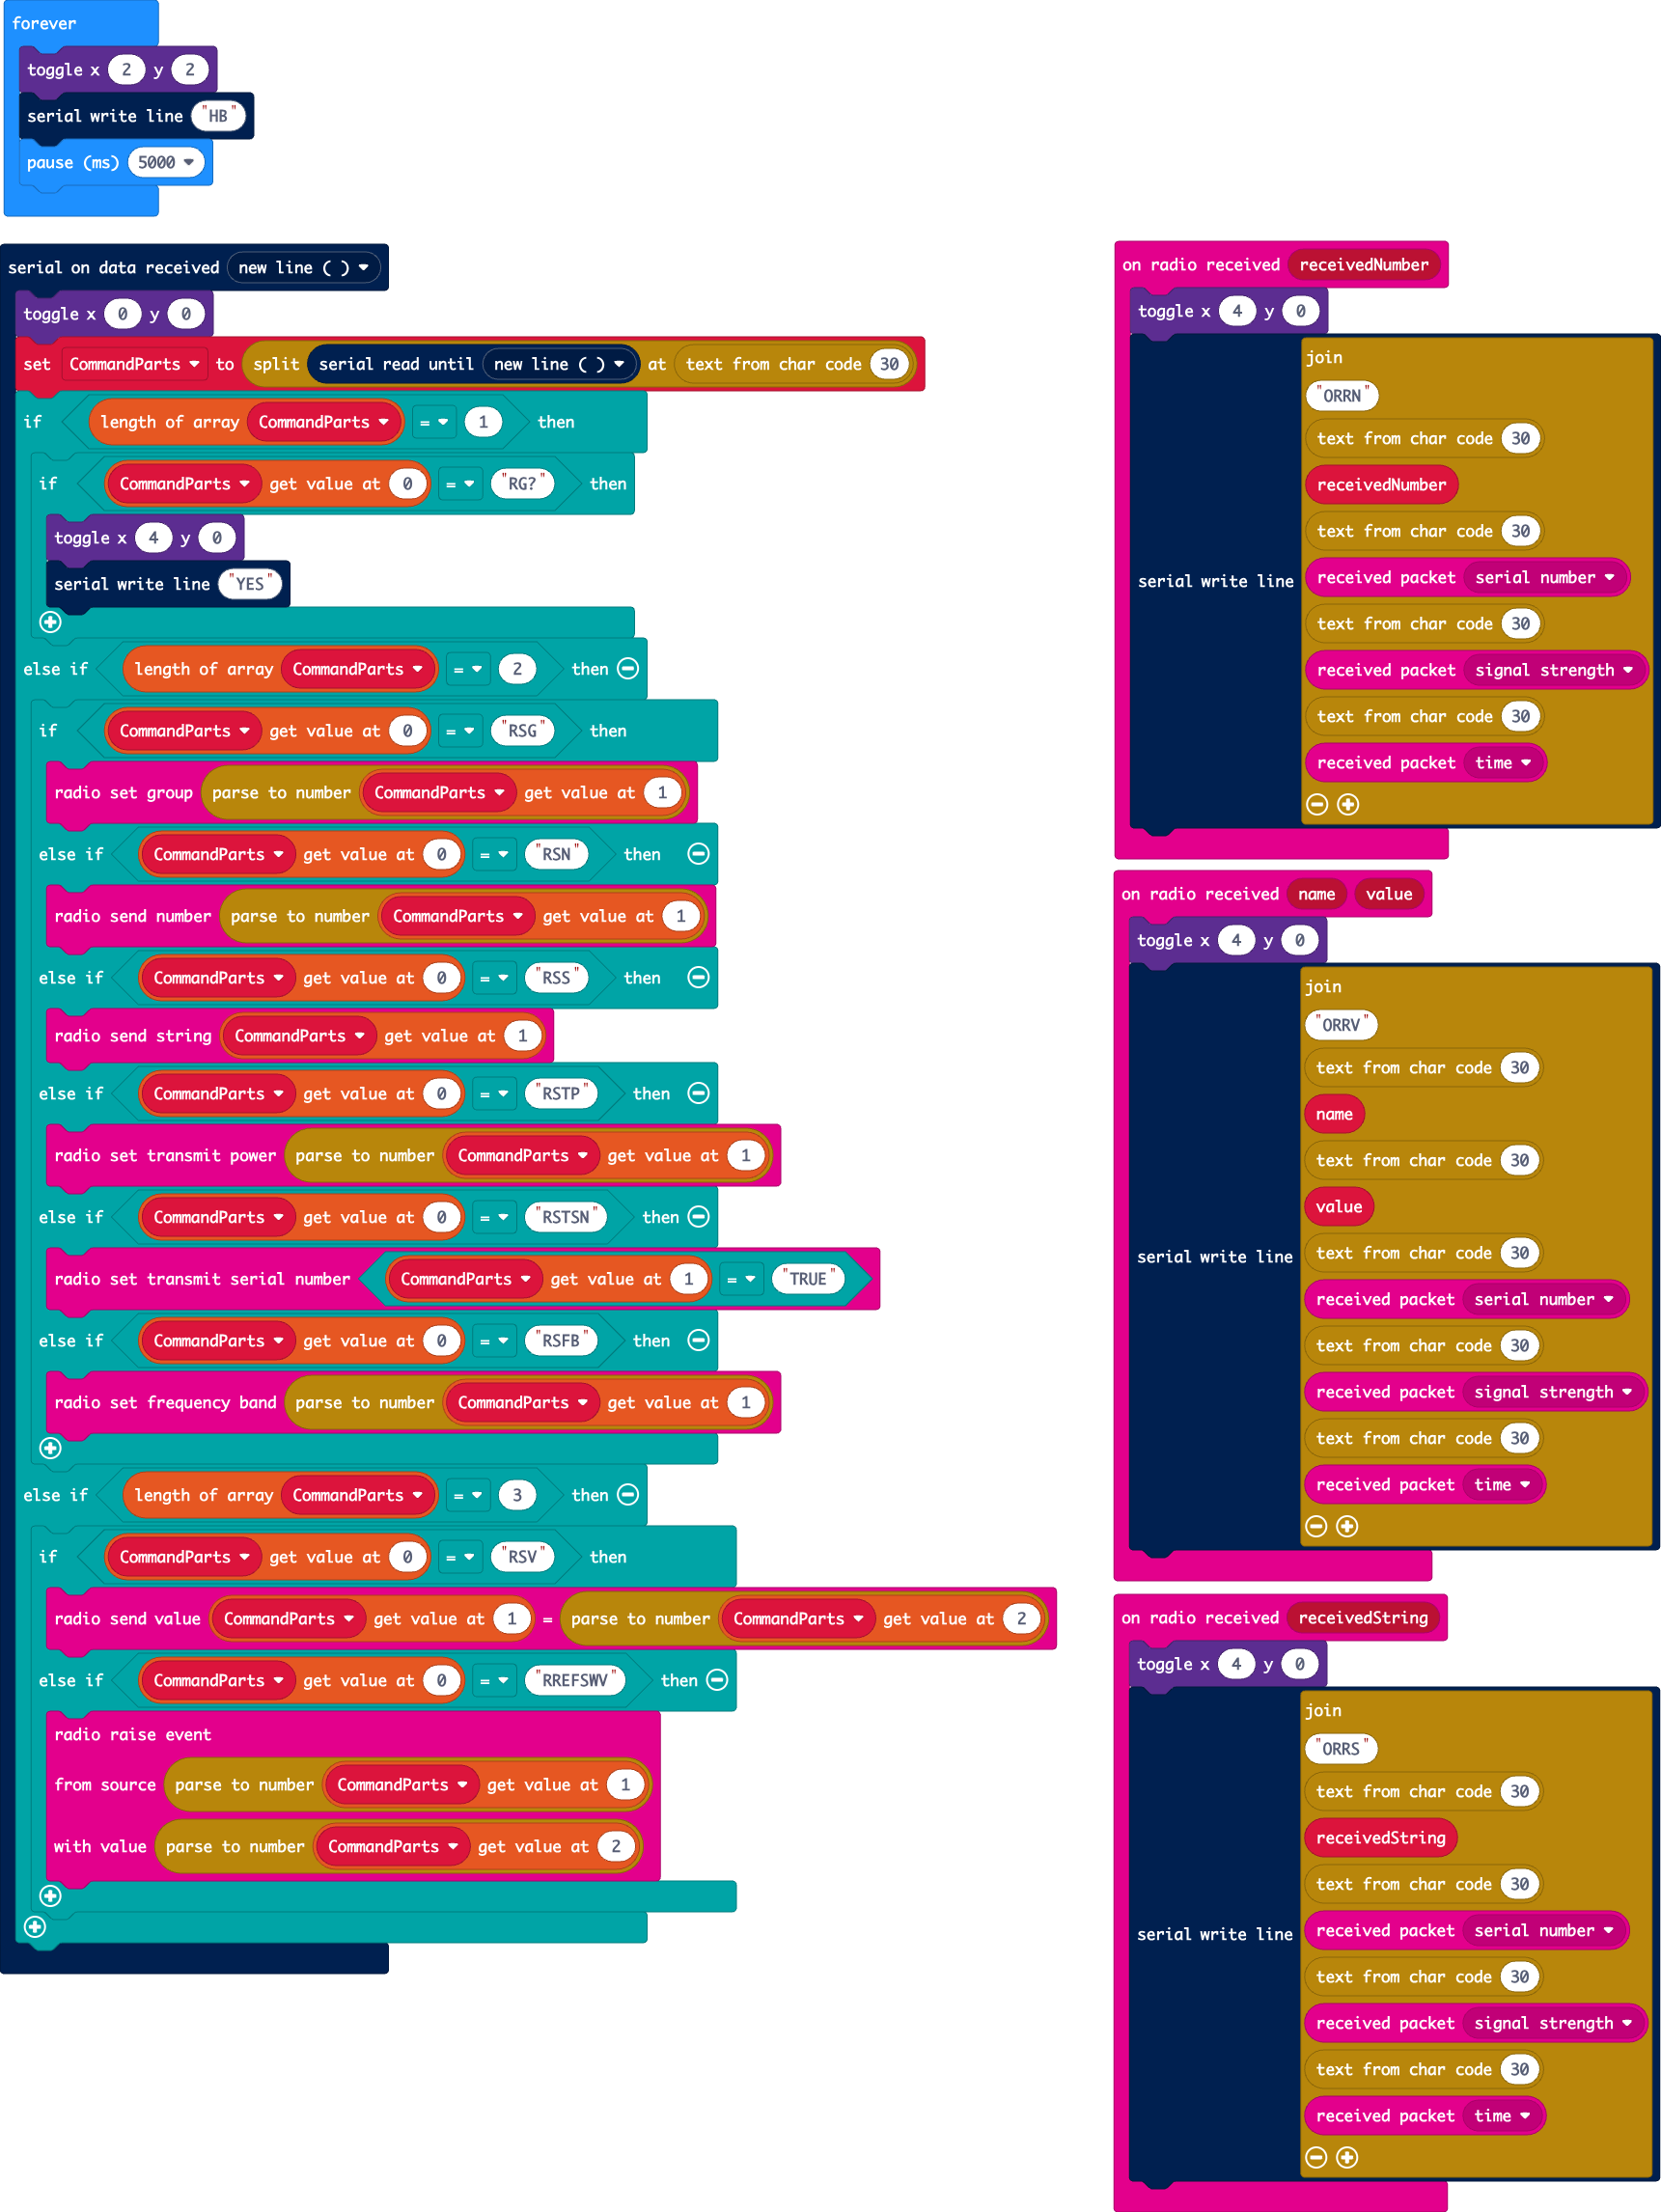 forever
toggle x 2 y 2
serial write line "HB"
pause (ms) 5000
serial on data received new line ( )
toggle x 0 y 0
set CommandParts to split serial read until new line ( ) at text from char code 30
if length of array CommandParts = 1 then
if CommandParts get value at 0 = "RG?" then
toggle x 4 y 0
serial write line "YES"
else if length of array CommandParts = 2 then
if CommandParts get value at 0 = "RSG" then
radio set group parse to number CommandParts get value at 1
else if CommandParts get value at 0 = "RSN" then
radio send number parse to number CommandParts get value at 1
else if CommandParts get value at 0 = "RSS" then
radio send string CommandParts get value at 1
else if CommandParts get value at 0 = "RSTP" then
radio set transmit power parse to number CommandParts get value at 1
else if CommandParts get value at 0 = "RSTSN" then
radio set transmit serial number CommandParts get value at 1 = "TRUE"
else if CommandParts get value at 0 = "RSFB" then
radio set frequency band parse to number CommandParts get value at 1
else if length of array CommandParts = 3 then
if CommandParts get value at 0 = "RSV" then
radio send value CommandParts get value at 1 = parse to number CommandParts get value at 2
else if CommandParts get value at 0 = "RREFSWV" then
radio raise event
from source parse to number CommandParts get value at 1
with value parse to number CommandParts get value at 2
on radio received receivedNumber
toggle x 4 y 0
serial write line
join
"ORRN"
text from char code 30
receivedNumber
text from char code 30
received packet serial number
text from char code 30
received packet signal strength
text from char code 30
received packet time
on radio received name value
toggle x 4 y 0
serial write line
join
"ORRV"
text from char code 30
name
text from char code 30
value
text from char code 30
received packet serial number
text from char code 30
received packet signal strength
text from char code 30
received packet time
on radio received receivedString
toggle x 4 y 0
serial write line
join
"ORRS"
text from char code 30
receivedString
text from char code 30
received packet serial number
text from char code 30
received packet signal strength
text from char code 30
received packet time